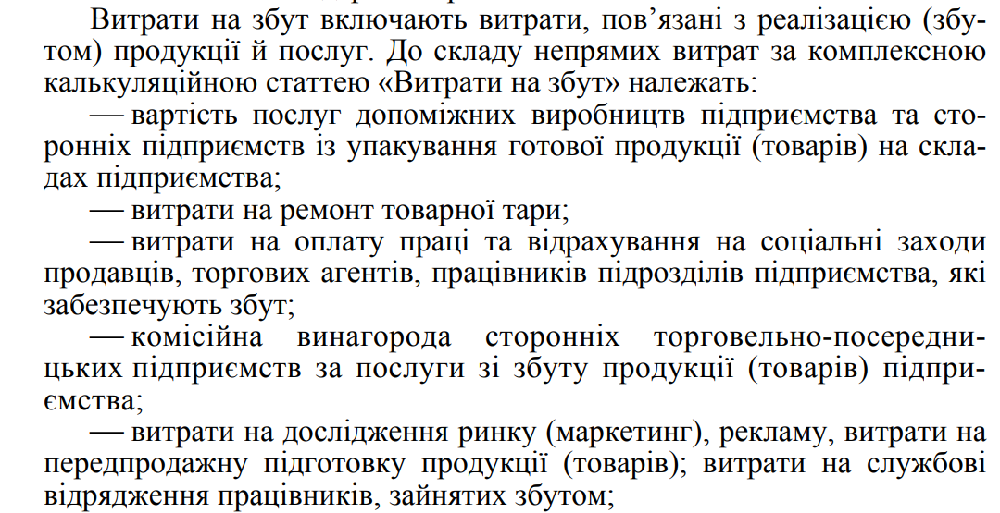 Витрати на збут включають витрати, пов’язані з реалізацією (збу-
том) продукції й послуг. До складу непрямих витрат за комплексною
калькуляційною статтею «Витрати на збут» належать:
— вартість послуг допоміжних виробництв підприємства та сто-
ронніх підприємств із упакування готової продукції (товарів) на скла-
дах підприємства;
— витрати на ремонт товарної тари;
— витрати на оплату праці та відрахування на соціальні заходи
продавців, торгових агентів, працівників підрозділів підприємства, які
забезпечують збут;
— комісійна винагорода сторонніх торговельно-посередни-
цьких підприємств за послуги зі збуту продукції (товарів) підпри-
ємства;
— витрати на дослідження ринку (маркетинг), рекламу, витрати на
передпродажну підготовку продукції (товарів); витрати на службові
відрядження працівників, зайнятих збутом;